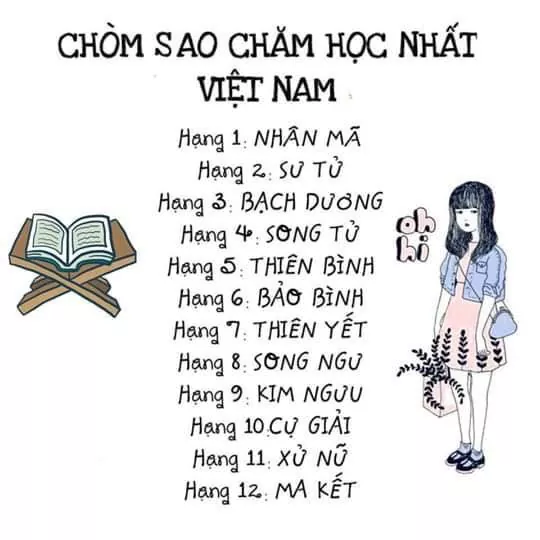 CHÒM SAO CHĂM HỌC NHẤT
VIỆT NAM
Hạng 1: NHÂN MÃ
Hạng 2: SƯ TỬ
Hạng 3: BẠCH DƯƠNG
Hạng 4: SONG TỬ
Hạng 5: THIÊN BÌNH
Hạng 6: BẢO BÌNH
Hạng 7: THIÊN YẾT
Hạng 8: SONG NGƯ
Hạng 9: KIM NGƯU
Hạng 10:CỰ GIẢI
Hạng 11: XỬ NỮ
Hạng 12: MA KẾT
oh
hi